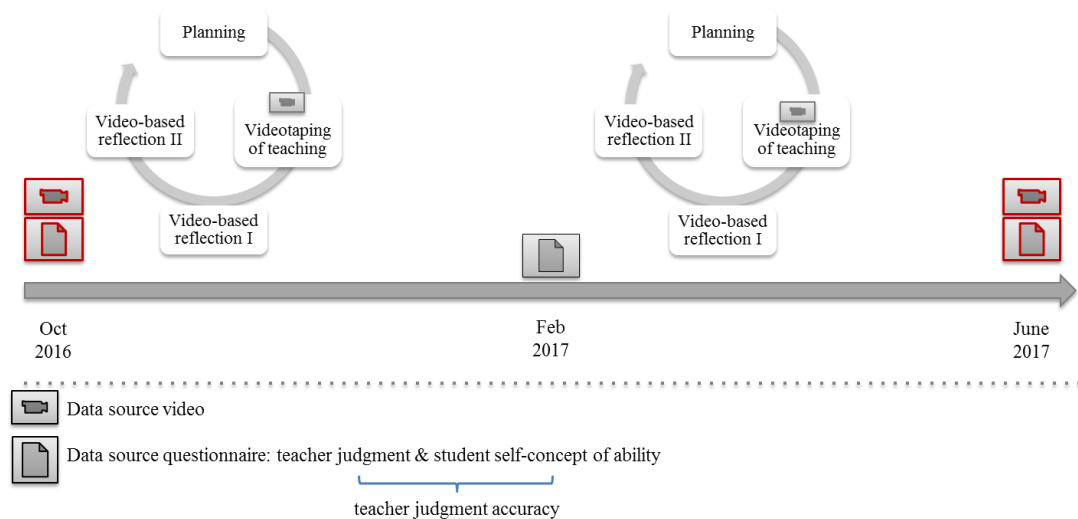 Planning
Video-based
reflection II
Videotaping
of teaching
Video-based
reflection I
Planning
Video-based
reflection II
Videotaping
of teaching
Video-based
reflection I
Oct
2016
Feb
2017
June
2017
Data source video
Data source questionnaire: teacher judgment & student self-concept of ability
teacher judgment accuracy